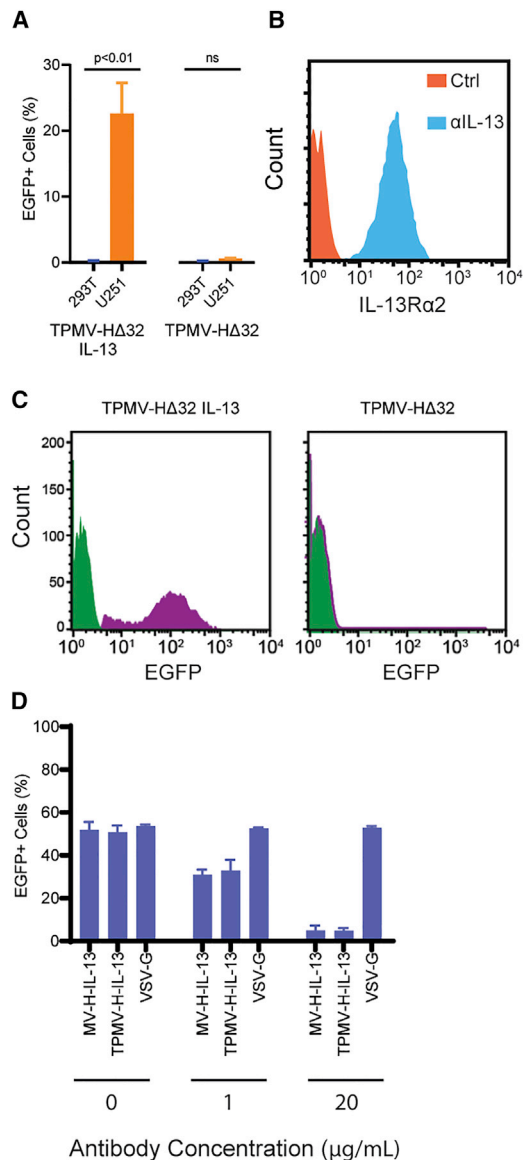 A
p<0.01
ns
30
20
10
0
EGFP+ Cells (%)
293T
U251
293T
U251
TPMV-HΔ32
IL-13
TPMV-HΔ32
B
Ctrl
αIL-13
Count
10⁰ 10¹ 10² 10³ 10⁴
IL-13Rα2
C
TPMV-HΔ32 IL-13
TPMV-HΔ32
200
150
100
50
0
Count
10⁰ 10¹ 10² 10³ 10⁴
EGFP
10⁰ 10¹ 10² 10³ 10⁴
EGFP
D
100
80
60
40
20
0
EGFP+ Cells (%)
MV-H-IL-13
TPMV-H-IL-13
VSV-G
MV-H-IL-13
TPMV-H-IL-13
VSV-G
MV-H-IL-13
TPMV-H-IL-13
VSV-G
0 1 20
Antibody Concentration (μg/mL)